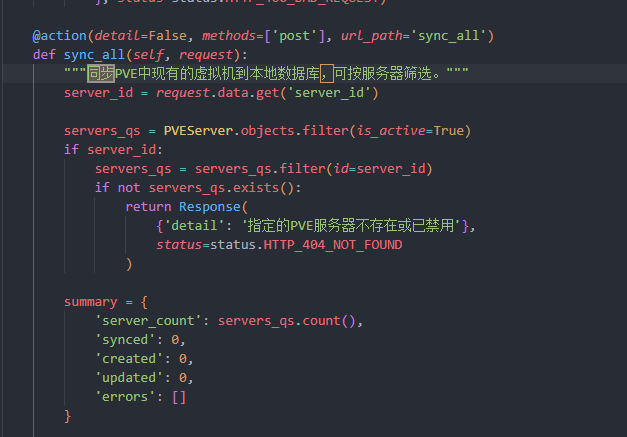 @action(detail=False, methods=['post'], url_path='sync_all')
def sync_all(self, request):
"""同步PVE中现有的虚拟机到本地数据库，可按服务器筛选。"""
server_id = request.data.get('server_id')
servers_qs = PVEServer.objects.filter(is_active=True)
if server_id:
servers_qs = servers_qs.filter(id=server_id)
if not servers_qs.exists():
return Response(
{'detail': '指定的PVE服务器不存在或已禁用'},
status=status.HTTP_404_NOT_FOUND
)
summary = {
'server_count': servers_qs.count(),
'synced': 0,
'created': 0,
'updated': 0,
'errors': []
}